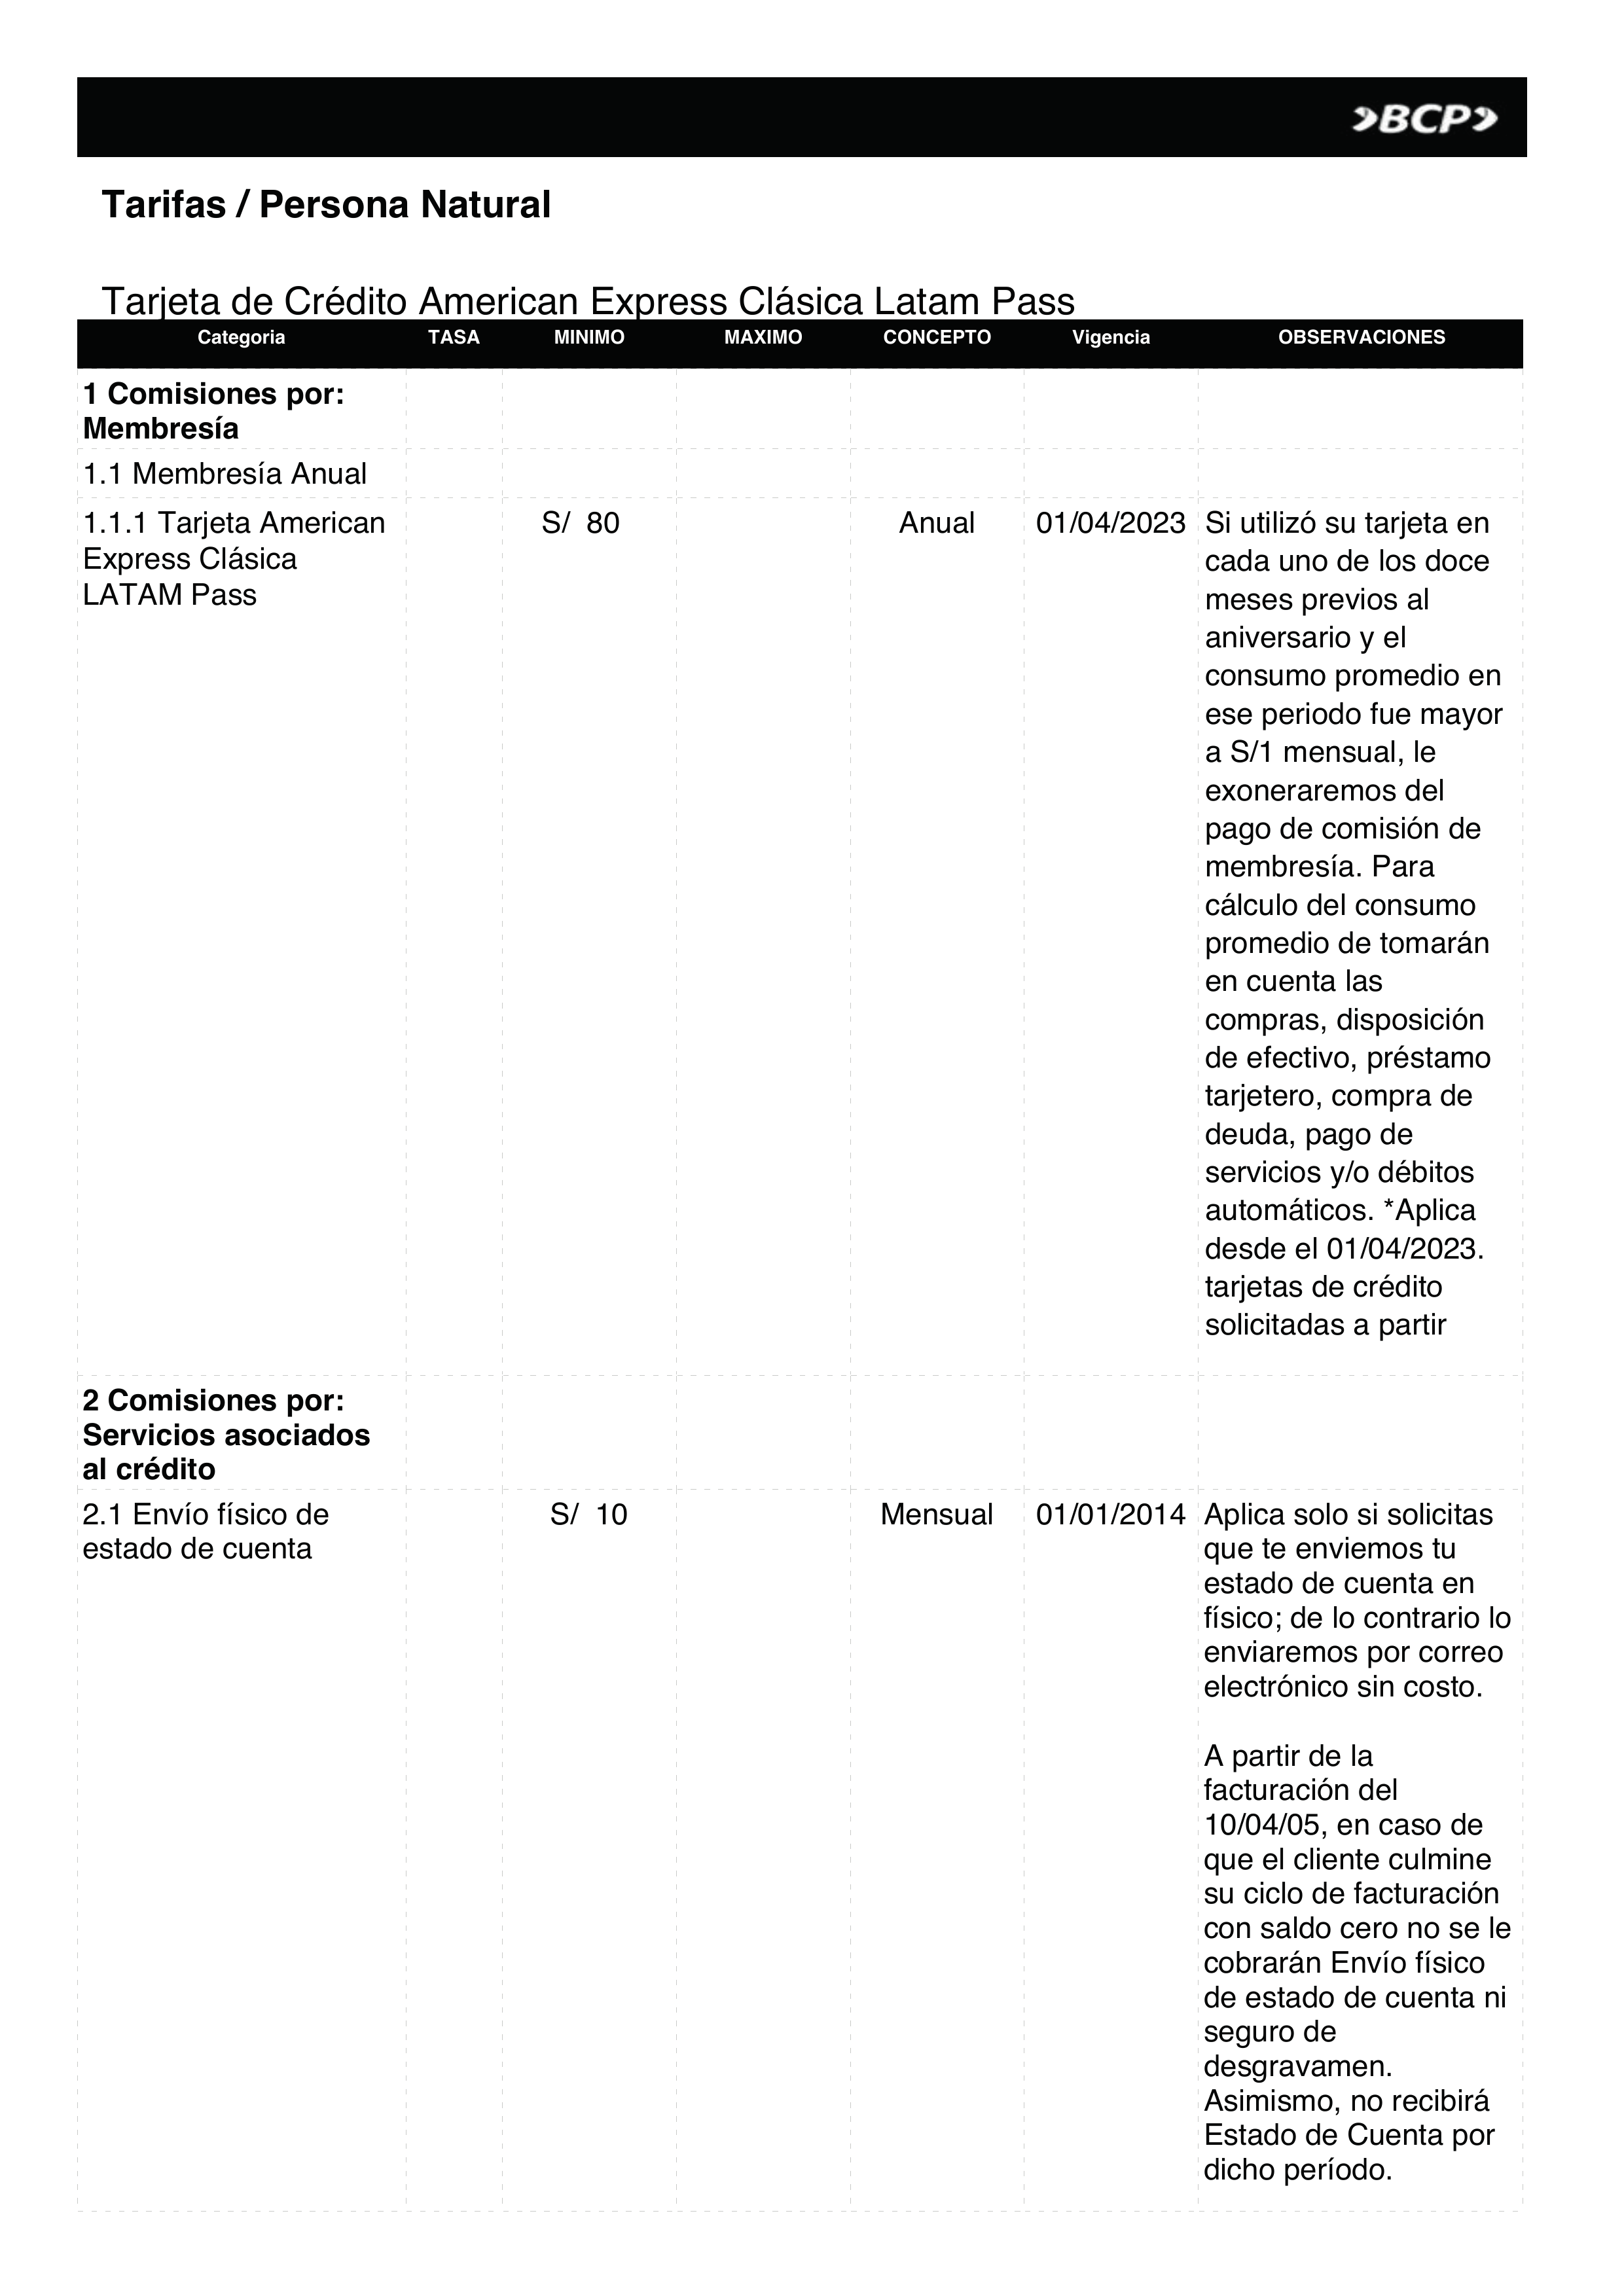 BCP
Tarifas / Persona Natural
Tarjeta de Crédito American Express Clásica Latam Pass
Categoria TASA MINIMO MAXIMO CONCEPTO Vigencia OBSERVACIONES
1 Comisiones por:
Membresía
1.1 Membresía Anual
1.1.1 Tarjeta American
Express Clásica
LATAM Pass
S/ 80
Anual
01/04/2023
Si utilizó su tarjeta en
cada uno de los doce
meses previos al
aniversario y el
consumo promedio en
ese periodo fue mayor
a S/1 mensual, le
exoneraremos del
pago de comisión de
membresía. Para
cálculo del consumo
promedio de tomarán
en cuenta las
compras, disposición
de efectivo, préstamo
tarjetero, compra de
deuda, pago de
servicios y/o débitos
automáticos. *Aplica
desde el 01/04/2023.
tarjetas de crédito
solicitadas a partir
2 Comisiones por:
Servicios asociados
al crédito
2.1 Envío físico de
estado de cuenta
S/ 10
Mensual
01/01/2014
Aplica solo si solicitas
que te enviemos tu
estado de cuenta en
físico; de lo contrario lo
enviaremos por correo
electrónico sin costo.
A partir de la
facturación del
10/04/05, en caso de
que el cliente culmine
su ciclo de facturación
con saldo cero no se le
cobrarán Envío físico
de estado de cuenta ni
seguro de
desgravamen.
Asimismo, no recibirá
Estado de Cuenta por
dicho período.